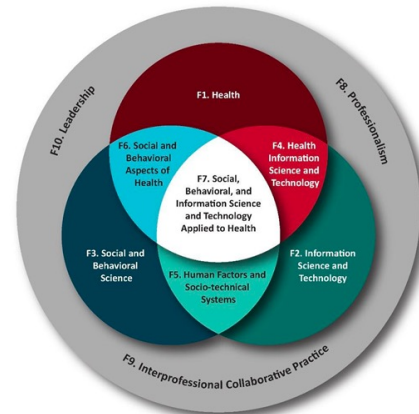 F1. Health
F10. Leadership
F8. Professionalism
F6. Social and
Behavioral
Aspects of
Health
F4. Health
Information
Science and
Technology
F7. Social,
Behavioral, and
Information Science
and Technology
Applied to Health
F3. Social and
Behavioral
Science
F2. Information
Science and
Technology
F5. Human Factors and
Socio-technical
Systems
F9. Interprofessional Collaborative Practice